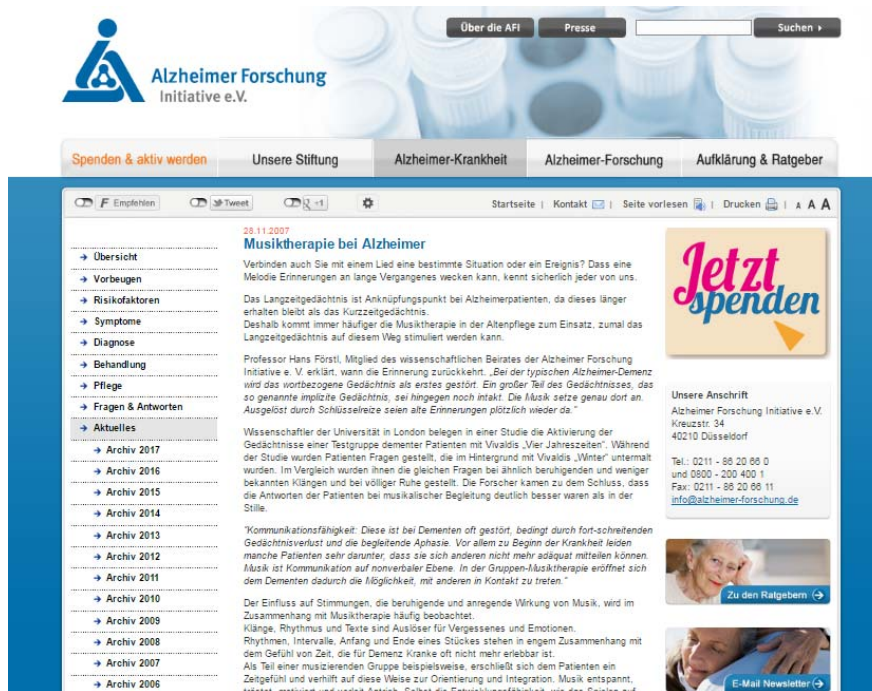 Über die AFI
Presse
Suchen
Alzheimer Forschung
Initiative e.V.
Spenden & aktiv werden
Unsere Stiftung
Alzheimer-Krankheit
Alzheimer-Forschung
Aufklärung & Ratgeber
Empfehlen
Tweet
+1
Startseite | Kontakt | Seite vorlesen | Drucken | A A A
Übersicht
Vorbeugen
Risikofaktoren
Symptome
Diagnose
Behandlung
Pflege
Fragen & Antworten
Aktuelles
Archiv 2017
Archiv 2016
Archiv 2015
Archiv 2014
Archiv 2013
Archiv 2012
Archiv 2011
Archiv 2010
Archiv 2009
Archiv 2008
Archiv 2007
Archiv 2006
28.11.2007
Musiktherapie bei Alzheimer
Verbinden auch Sie mit einem Lied eine bestimmte Situation oder ein Ereignis? Dass eine
Melodie Erinnerungen an lange Vergangenes wecken kann, kennt sicherlich jeder von uns.
Das Langzeitgedächtnis ist Anknüpfungspunkt bei Alzheimerpatienten, da dieses länger
erhalten bleibt als das Kurzzeitgedächtnis.
Deshalb kommt immer häufiger die Musiktherapie in der Altenpflege zum Einsatz, zumal das
Langzeitgedächtnis auf diesem Weg stimuliert werden kann.
Professor Hans Förstl, Mitglied des wissenschaftlichen Beirates der Alzheimer Forschung
Initiative e. V. erklärt, wann die Erinnerung zurückkehrt. „Bei der typischen Alzheimer-Demenz
wird das wortbezogene Gedächtnis als erstes gestört. Ein großer Teil des Gedächtnisses, das
so genannte implizite Gedächtnis, sei hingegen noch intakt. Die Musik setze genau dort an.
Ausgelöst durch Schlüsselreize seien alte Erinnerungen plötzlich wieder da."
Wissenschaftler der Universität in London belegen in einer Studie die Aktivierung der
Gedächtnisse einer Testgruppe dementer Patienten mit Vivaldis „Vier Jahreszeiten". Während
der Studie wurden Patienten Fragen gestellt, die im Hintergrund mit Vivaldis „Winter" untermalt
wurden. Im Vergleich wurden ihnen die gleichen Fragen bei ähnlich beruhigenden und weniger
bekannten Klängen und bei völliger Ruhe gestellt. Die Forscher kamen zu dem Schluss, dass
die Antworten der Patienten bei musikalischer Begleitung deutlich besser waren als in der
Stille.
"Kommunikationsfähigkeit: Diese ist bei Dementen oft gestört, bedingt durch fort-schreitenden
Gedächtnisverlust und die begleitende Aphasie. Vor allem zu Beginn der Krankheit leiden
manche Patienten sehr darunter, dass sie sich anderen nicht mehr adäquat mitteilen können.
Musik ist Kommunikation auf nonverbaler Ebene. In der Gruppen-Musiktherapie eröffnet sich
dem Dementen dadurch die Möglichkeit, mit anderen in Kontakt zu treten."
Der Einfluss auf Stimmungen, die beruhigende und anregende Wirkung von Musik, wird im
Zusammenhang mit Musiktherapie häufig beobachtet.
Klänge, Rhythmus und Texte sind Auslöser für Vergessenes und Emotionen.
Rhythmen, Intervalle, Anfang und Ende eines Stückes stehen in engem Zusammenhang mit
dem Gefühl von Zeit, die für Demenz Kranke oft nicht mehr erlebbar ist.
Als Teil einer musizierenden Gruppe beispielsweise, erschließt sich dem Patienten ein
Zeitgefühl und verhilft auf diese Weise zur Orientierung und Integration. Musik entspannt,
Jetzt
spenden
Unsere Anschrift
Alzheimer Forschung Initiative e.V.
Kreuzstr. 34
40210 Düsseldorf
Tel.: 0211 - 86 20 66 0
und 0800 - 200 400 1
Fax: 0211 - 86 20 66 11
info@alzheimer-forschung.de
Zu den Ratgebern
E-Mail Newsletter